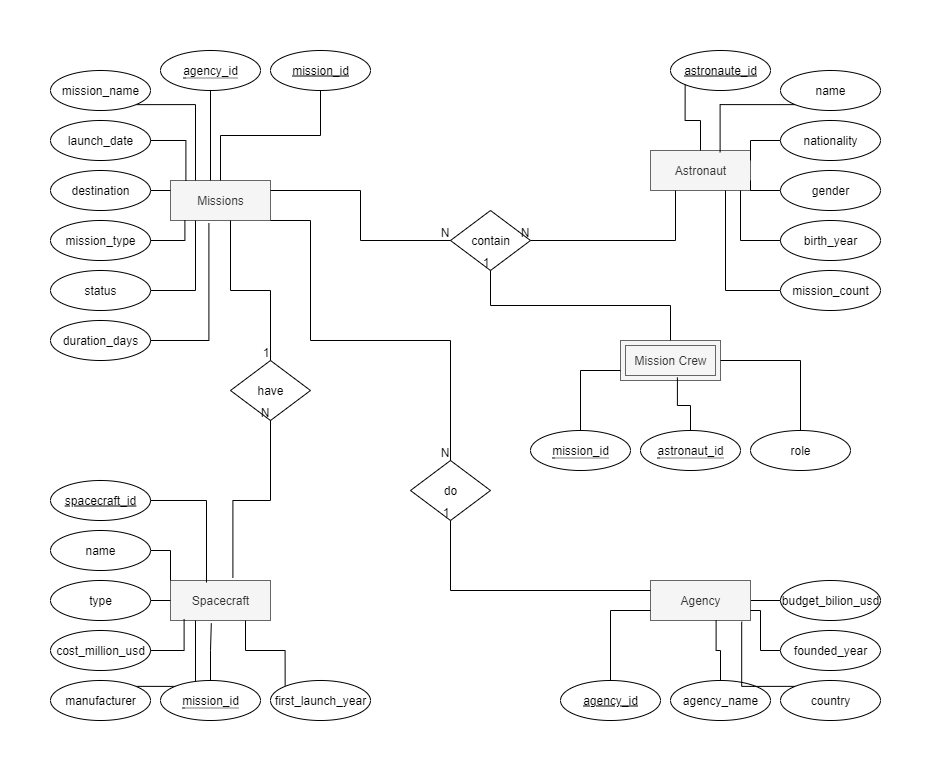 agency_id
mission_id
astronaute_id
mission_name
name
launch_date
nationality
Astronaut
destination
Missions
gender
mission_type
N
contain
N
birth_year
1
status
mission_count
duration_days
1
Mission Crew
have
N
mission_id
astronaut_id
role
N
do
1
spacecraft_id
name
type
Spacecraft
Agency
budget_bilion_usd
cost_million_usd
founded_year
manufacturer
mission_id
first_launch_year
agency_id
agency_name
country